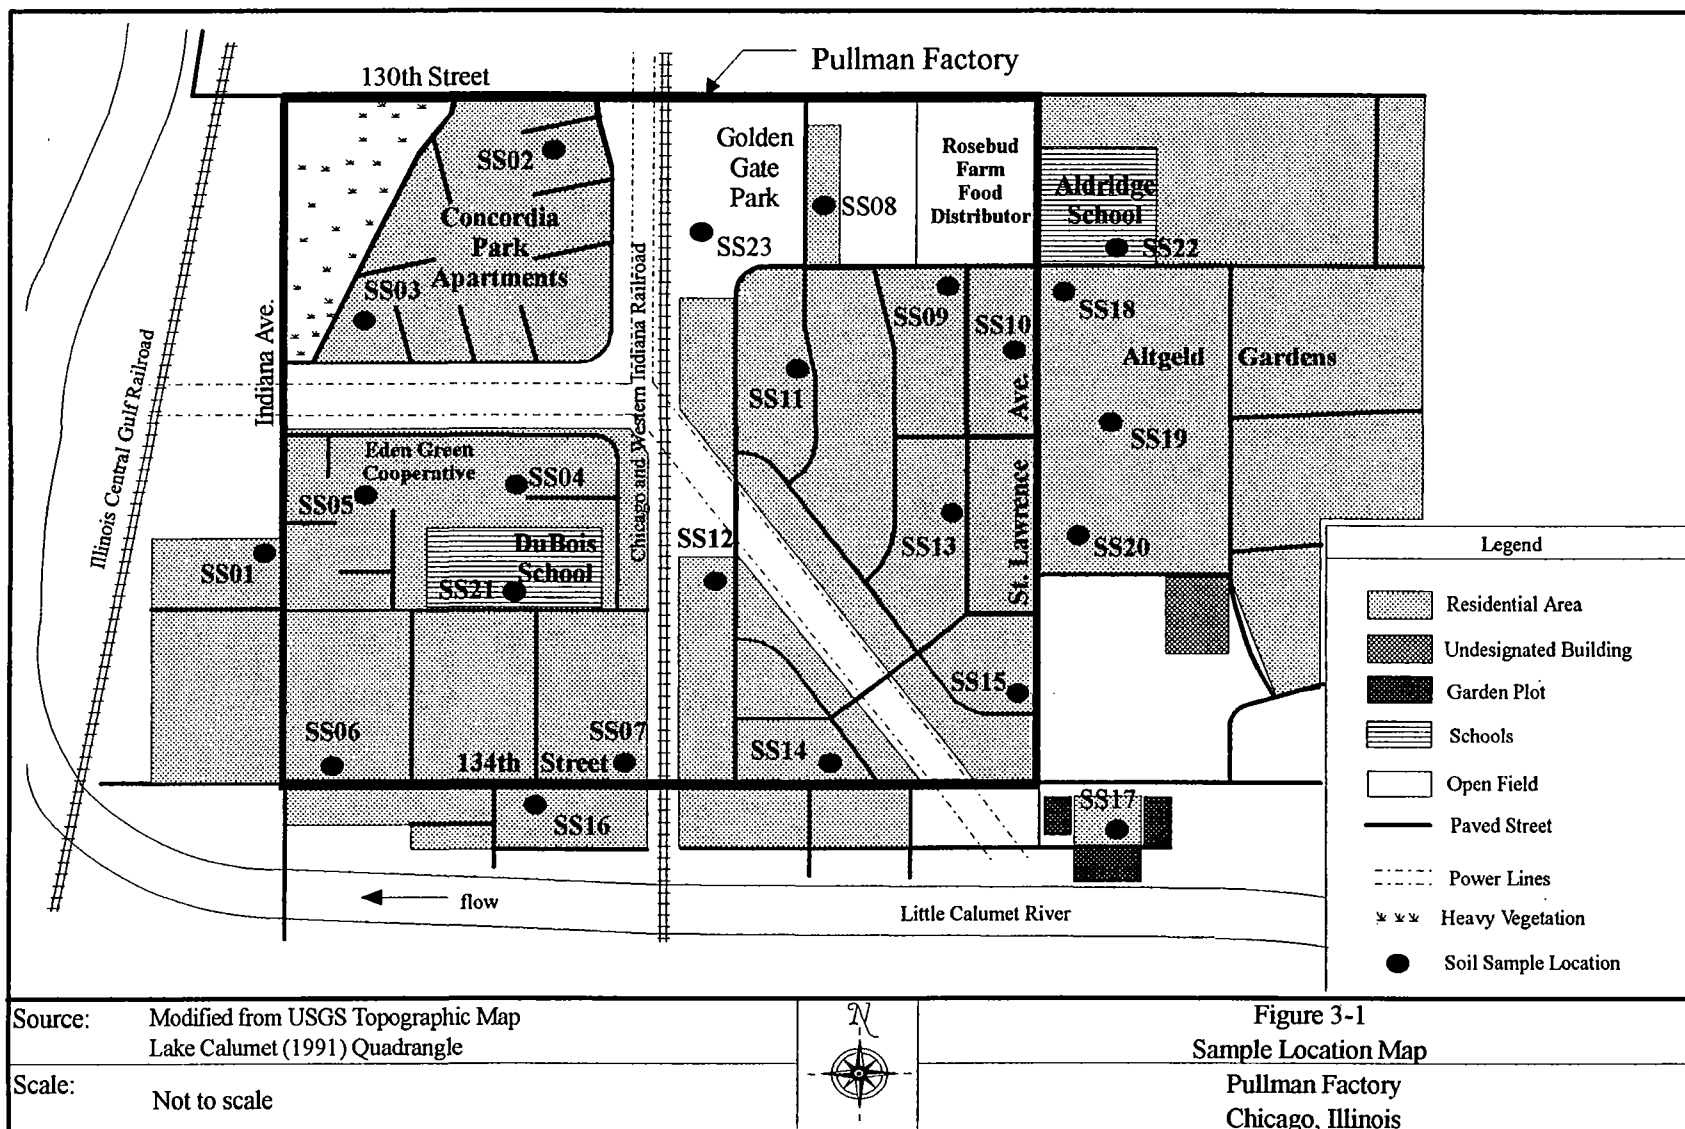 Pullman Factory
130th Street
Golden
Gate
Park
Rosebud
Farm
Food
Distributor
SS02
SS08
Aldridge
School
SS22
Concordia
Park
Apartments
SS23
SS03
SS09
SS10
SS18
Indiana Ave.
Illinois Central Gulf Railroad
Chicago and Western Indiana Railroad
Altgeld Gardens
SS11
St. Lawrence Ave.
SS19
Eden Green
Cooperative
SS04
SS05
SS12
SS13
SS20
DuBois
School
SS01
SS21
SS15
SS06
SS07
SS14
134th Street
SS16
SS17
flow
Little Calumet River
Legend
Residential Area
Undesignated Building
Garden Plot
Schools
Open Field
Paved Street
Power Lines
Heavy Vegetation
Soil Sample Location
Source: Modified from USGS Topographic Map
Lake Calumet (1991) Quadrangle
Scale: Not to scale
N
Figure 3-1
Sample Location Map
Pullman Factory
Chicago, Illinois